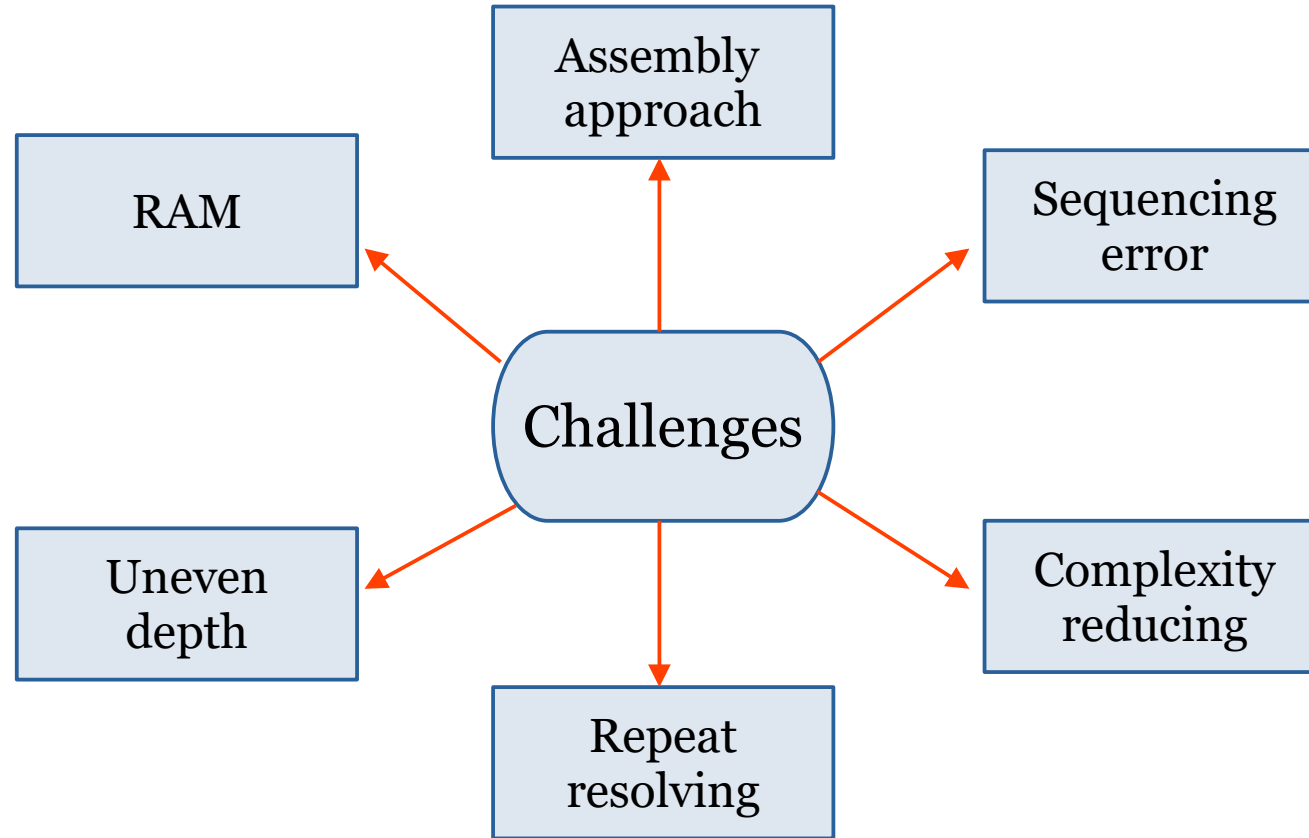 Assembly
approach
RAM
Sequencing
error
Challenges
Uneven
depth
Complexity
reducing
Repeat
resolving